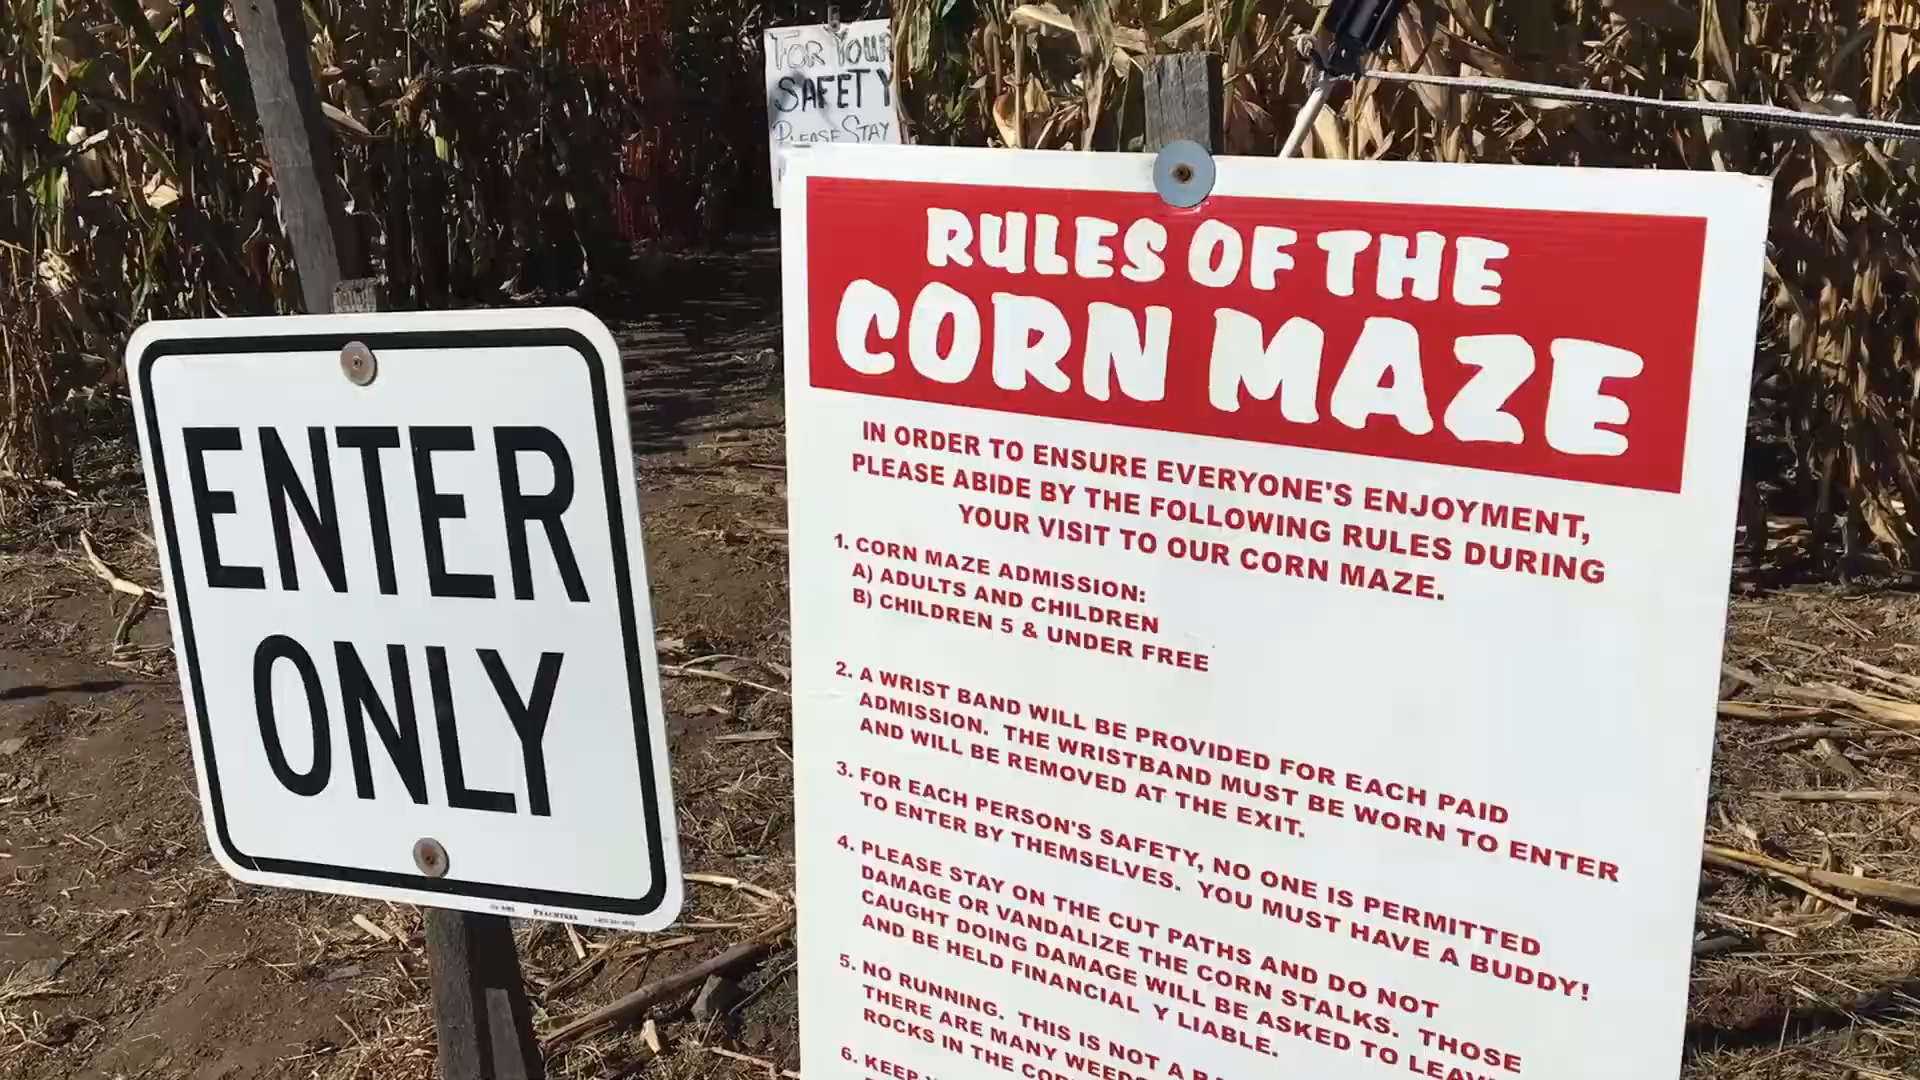 FOR YOUR
SAFETY
PLEASE STAY
ENTER
ONLY
RULES OF THE
CORN MAZE
IN ORDER TO ENSURE EVERYONE'S ENJOYMENT,
PLEASE ABIDE BY THE FOLLOWING RULES DURING
YOUR VISIT TO OUR CORN MAZE.
1. CORN MAZE ADMISSION:
A) ADULTS AND CHILDREN
B) CHILDREN 5 & UNDER FREE
2. A WRIST BAND WILL BE PROVIDED FOR EACH PAID
ADMISSION. THE WRISTBAND MUST BE WORN TO ENTER
AND WILL BE REMOVED AT THE EXIT.
3. FOR EACH PERSON'S SAFETY, NO ONE IS PERMITTED
TO ENTER BY THEMSELVES. YOU MUST HAVE A BUDDY!
4. PLEASE STAY ON THE CUT PATHS AND DO NOT
DAMAGE OR VANDALIZE THE CORN STALKS. THOSE
CAUGHT DOING DAMAGE WILL BE ASKED TO LEAV
AND BE HELD FINANCIAL Y LIABLE.
5. NO RUNNING. THIS IS NOT A
THERE ARE MANY WEEDS
ROCKS IN THE
6. KEEP